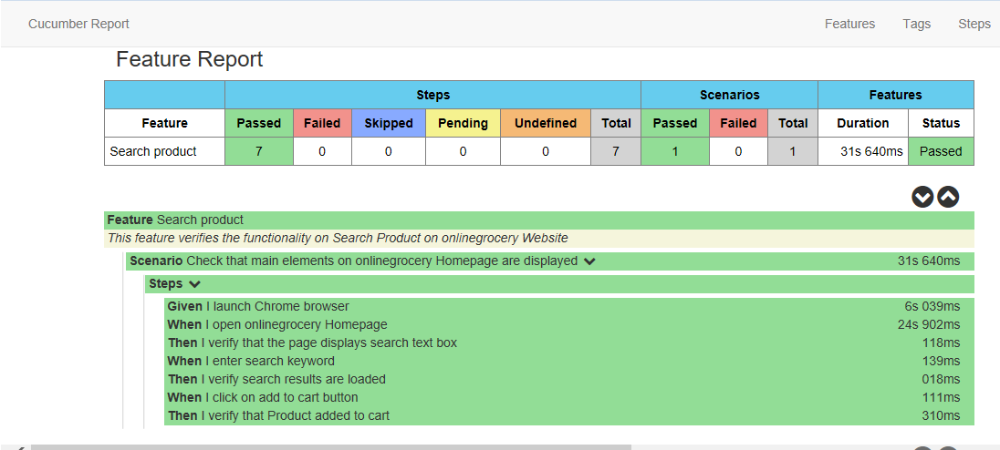 Cucumber Report Features Tags Steps
Feature Report
Steps Scenarios Features
Feature Passed Failed Skipped Pending Undefined Total Passed Failed Total Duration Status
Search product 7 0 0 0 0 7 1 0 1 31s 640ms Passed
Feature Search product
This feature verifies the functionality on Search Product on onlinegrocery Website
Scenario Check that main elements on onlinegrocery Homepage are displayed 31s 640ms
Steps
Given I launch Chrome browser 6s 039ms
When I open onlinegrocery Homepage 24s 902ms
Then I verify that the page displays search text box 118ms
When I enter search keyword 139ms
Then I verify search results are loaded 018ms
When I click on add to cart button 111ms
Then I verify that Product added to cart 310ms